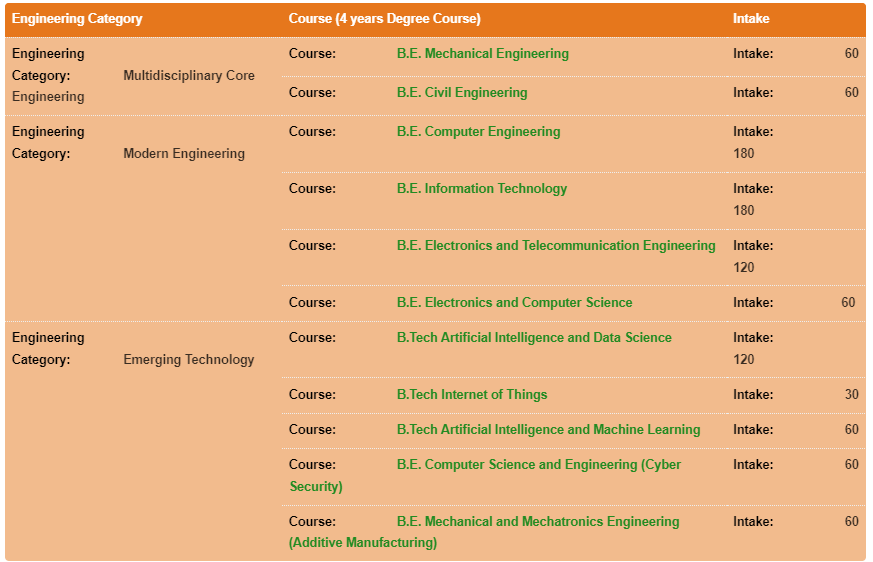 Engineering Category Course (4 years Degree Course) Intake
Engineering
Category: Multidisciplinary Core
Engineering
Course: B.E. Mechanical Engineering Intake: 60
Course: B.E. Civil Engineering Intake: 60
Engineering
Category: Modern Engineering
Course: B.E. Computer Engineering Intake:
180
Course: B.E. Information Technology Intake:
180
Course: B.E. Electronics and Telecommunication Engineering Intake:
120
Course: B.E. Electronics and Computer Science Intake: 60
Engineering
Category: Emerging Technology
Course: B.Tech Artificial Intelligence and Data Science Intake:
120
Course: B.Tech Internet of Things Intake: 30
Course: B.Tech Artificial Intelligence and Machine Learning Intake: 60
Course: B.E. Computer Science and Engineering (Cyber Intake: 60
Security)
Course: B.E. Mechanical and Mechatronics Engineering Intake: 60
(Additive Manufacturing)